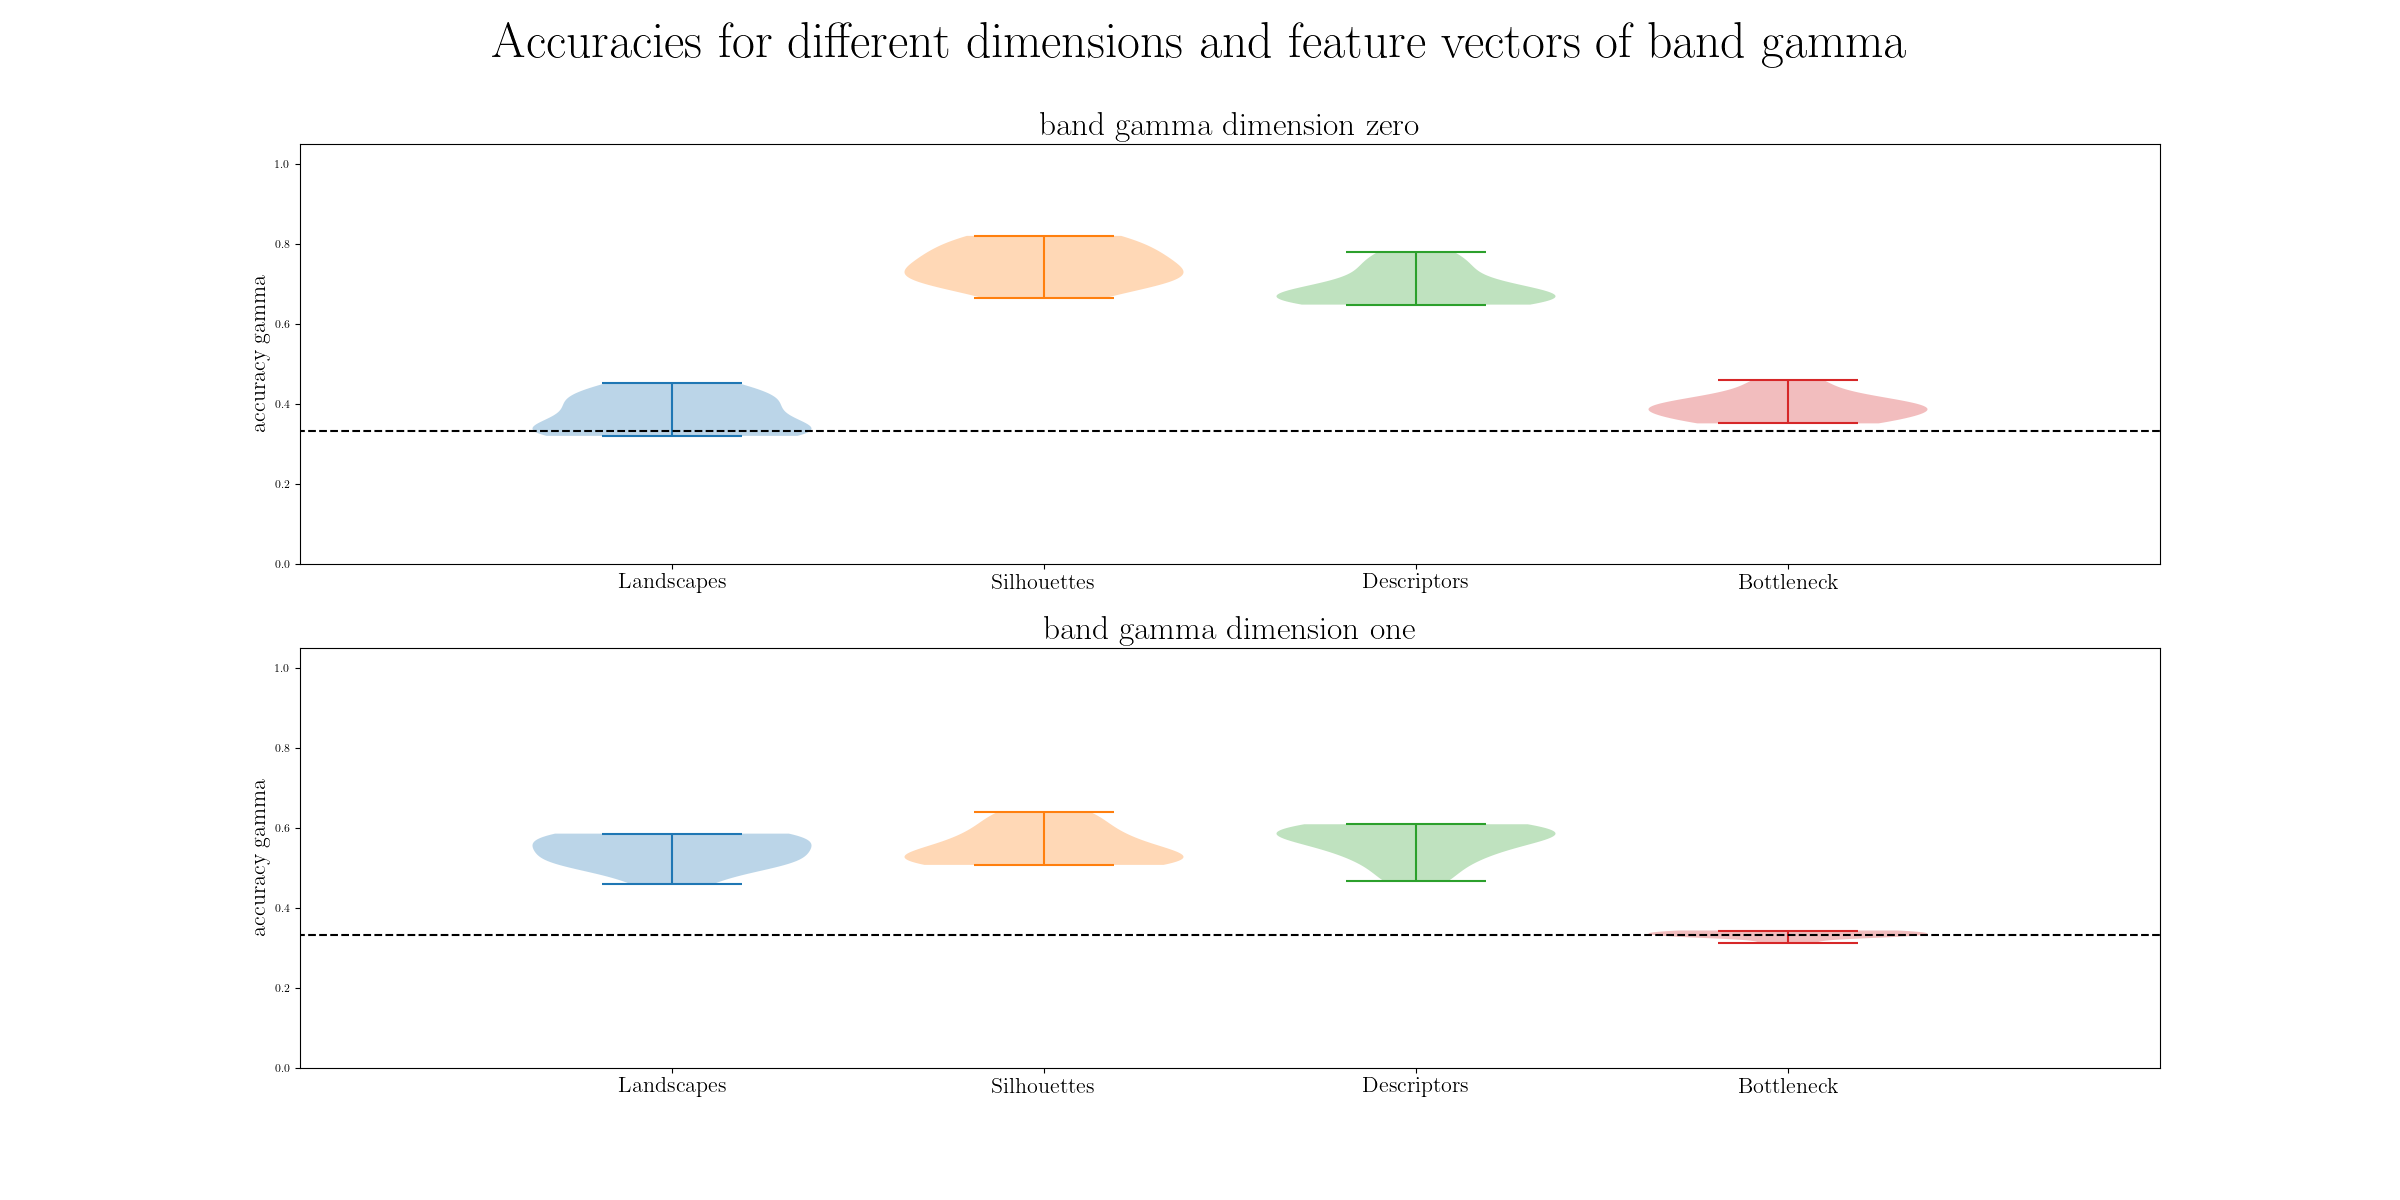 Accuracies for different dimensions and feature vectors of band gamma
band gamma dimension zero
1.0
0.8
0.6
0.4
0.2
0.0
accuracy gamma
Landscapes Silhouettes Descriptors Bottleneck
band gamma dimension one
1.0
0.8
0.6
0.4
0.2
0.0
accuracy gamma
Landscapes Silhouettes Descriptors Bottleneck